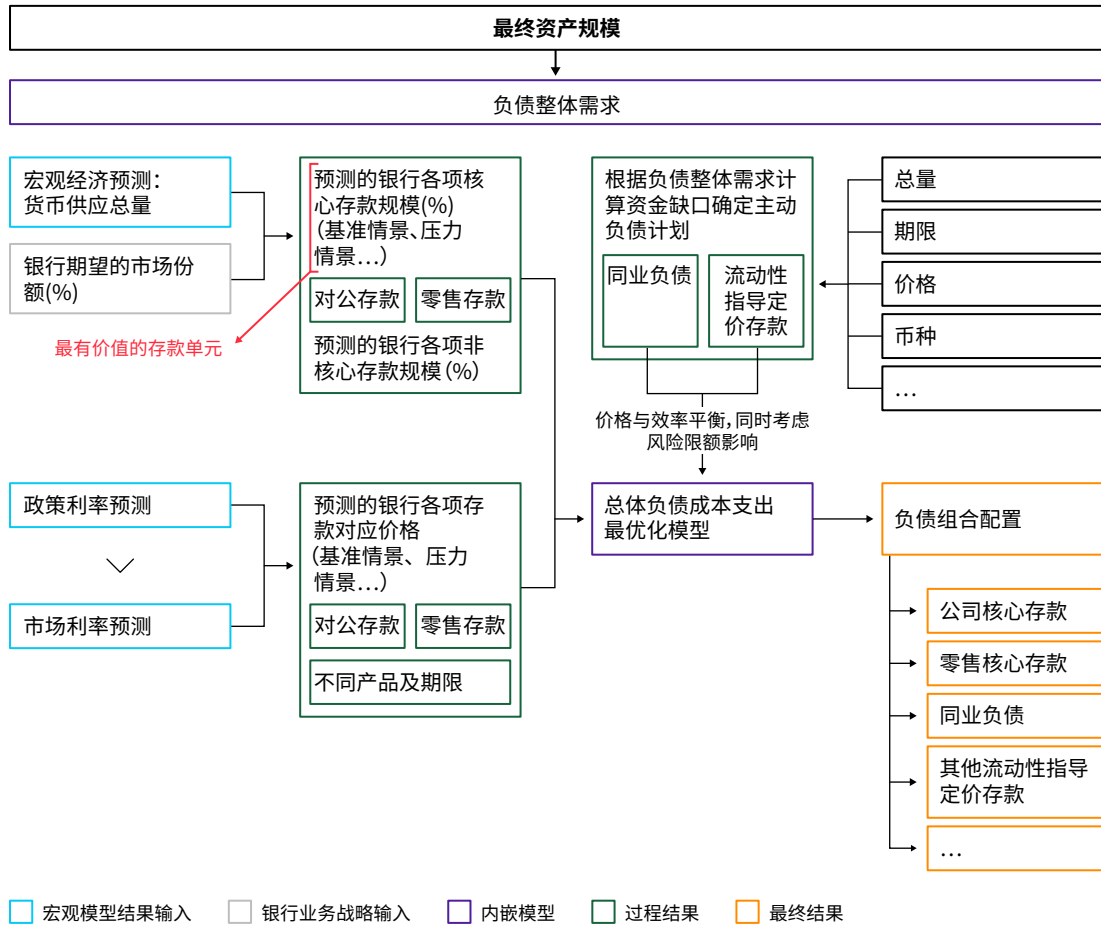 最终资产规模
负债整体需求
宏观经济预测：
货币供应总量
银行期望的市场份
额(%)
最有价值的存款单元
预测的银行各项核
心存款规模(%)
（基准情景、压力
情景…）
对公存款
零售存款
预测的银行各项非
核心存款规模（%）
根据负债整体需求计
算资金缺口确定主动
负债计划
同业负债
流动性
指导定
价存款
总量
期限
价格
币种
…
价格与效率平衡，同时考虑
风险限额影响
政策利率预测
市场利率预测
预测的银行各项存
款对应价格
（基准情景、压力
情景…）
对公存款
零售存款
不同产品及期限
总体负债成本支出
最优化模型
负债组合配置
公司核心存款
零售核心存款
同业负债
其他流动性指导
定价存款
…
宏观模型结果输入
银行业务战略输入
内嵌模型
过程结果
最终结果